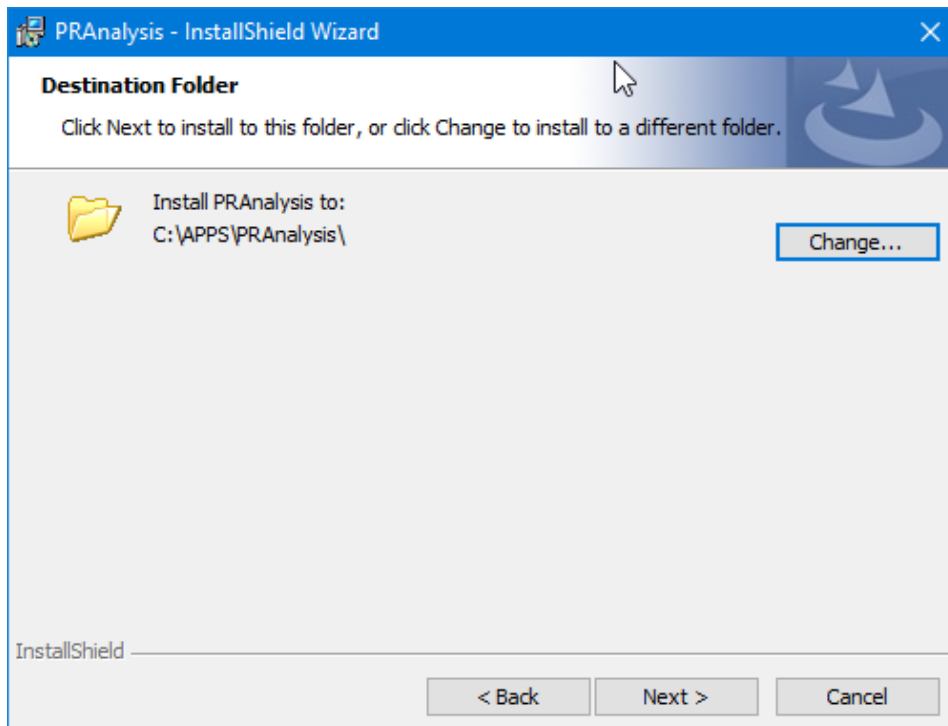 PRAnalysis - InstallShield Wizard
Destination Folder
Click Next to install to this folder, or click Change to install to a different folder.
Install PRAnalysis to:
C:\APPS\PRAnalysis\
Change...
InstallShield
< Back
Next >
Cancel